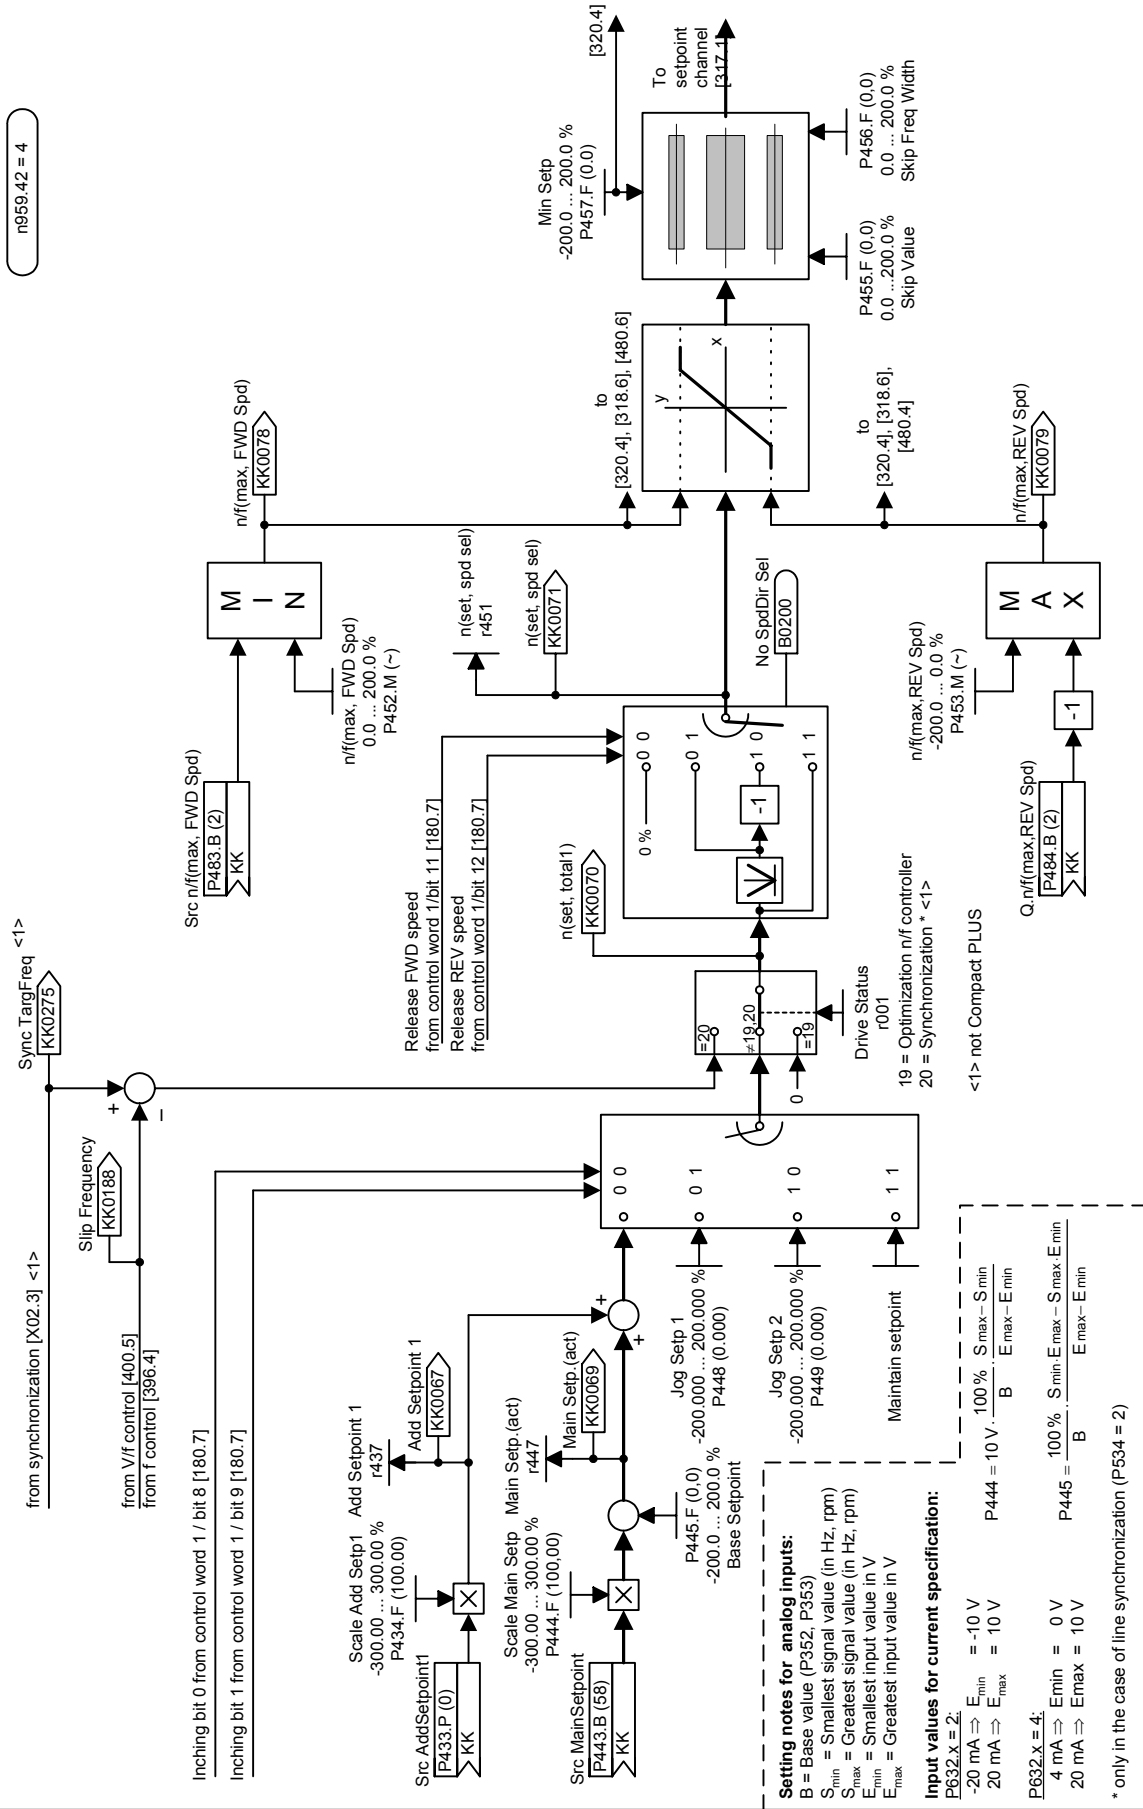 n959.42 = 4
from synchronization [X02.3] <1>
Sync TargFreq <1>
KK0275
Slip Frequency
KK0188
from V/f control [400.5]
from f control [396.4]
+
–
Inching bit 0 from control word 1 / bit 8 [180.7]
Inching bit 1 from control word 1 / bit 9 [180.7]
Src AddSetpoint1
P433.P (0)
KK
Scale Add Setp1
-300.00 ... 300.00 %
P434.F (100.00)
X
Add Setpoint 1
r437
Add Setpoint 1
KK0067
Src MainSetpoint
P443.B (58)
KK
Scale Main Setp
-300.00 ... 300.00 %
P444.F (100,00)
X
Main Setp.(act)
r447
Main Setp.(act)
KK0069
P445.F (0,0)
-200.0 ... 200.0 %
Base Setpoint
+
+
Jog Setp 1
-200.000 ... 200.000 %
P448 (0.000)
Jog Setp 2
-200.000 ... 200.000 %
P449 (0.000)
Maintain setpoint
0 0
0 1
1 0
1 1
=20
≠19,20
=19
0
Drive Status
r001
19 = Optimization n/f controller
20 = Synchronization * <1>
<1> not Compact PLUS
n(set, total1)
KK0070
Release FWD speed
from control word 1/bit 11 [180.7]
Release REV speed
from control word 1/bit 12 [180.7]
0 %
-1
0 0
0 1
1 0
1 1
n(set, spd sel)
r451
n(set, spd sel)
KK0071
No SpdDir Sel
B0200
Src n/f(max, FWD Spd)
P483.B (2)
KK
n/f(max, FWD Spd)
0.0 ... 200.0 %
P452.M (~)
M
I
N
n/f(max, FWD Spd)
KK0078
to
[320.4], [318.6], [480.6]
Q.n/f(max,REV Spd)
P484.B (2)
KK
-1
n/f(max,REV Spd)
-200.0 ... 0.0 %
P453.M (~)
M
A
X
n/f(max,REV Spd)
KK0079
to
[320.4], [318.6],
[480.4]
y
x
Min Setp
-200.0 ... 200.0 %
P457.F (0.0)
[320.4]
To
setpoint
channel
[317.1]
P455.F (0,0)
0.0 ...200.0 %
Skip Value
P456.F (0,0)
0.0 ... 200.0 %
Skip Freq Width
Setting notes for analog inputs:
B = Base value (P352, P353)
Smin = Smallest signal value (in Hz, rpm)
Smax = Greatest signal value (in Hz, rpm)
Emin = Smallest input value in V
Emax = Greatest input value in V
Input values for current specification:
P632.x = 2:
-20 mA ⇒ Emin = -10 V
20 mA ⇒ Emax = 10 V
P632.x = 4:
4 mA ⇒ Emin = 0 V
20 mA ⇒ Emax = 10 V
P444 = 10 V · 100 % / B · Smax – Smin / Emax – Emin
P445 = 100 % / B · Smin·Emax – Smax·Emin / Emax – Emin
* only in the case of line synchronization (P534 = 2)